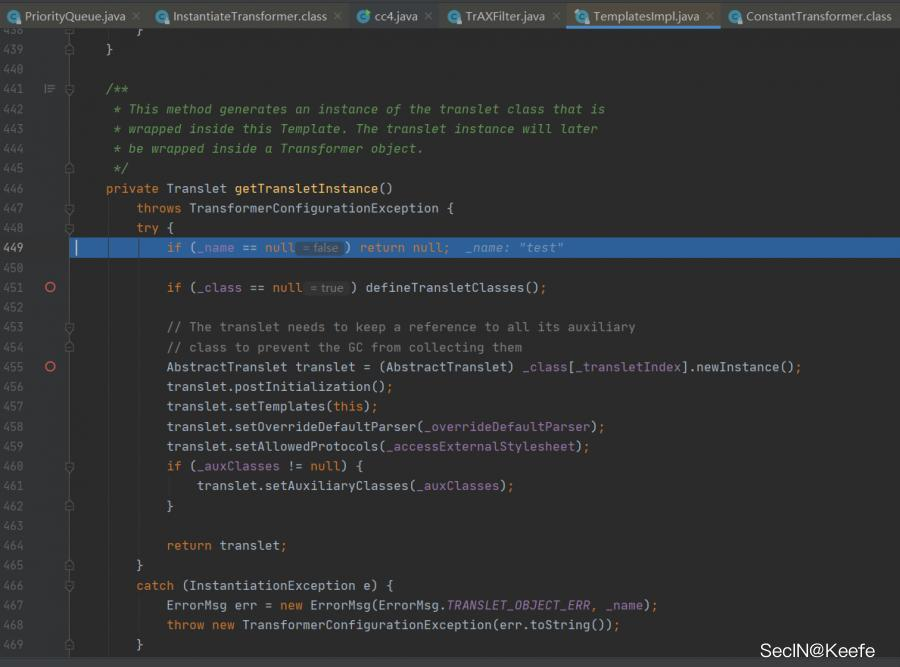 PriorityQueue.java × InstantiateTransformer.class × cc4.java × TrAXFilter.java × TemplatesImpl.java × ConstantTransformer.class
438 }
439 }
440
441 /**
442 * This method generates an instance of the translet class that is
443 * wrapped inside this Template. The translet instance will later
444 * be wrapped inside a Transformer object.
445 */
446 private Translet getTransletInstance()
447 throws TransformerConfigurationException {
448 try {
449 if (_name == null = false ) return null; _name: "test"
450
451 if (_class == null = true ) defineTransletClasses();
452
453 // The translet needs to keep a reference to all its auxiliary
454 // class to prevent the GC from collecting them
455 AbstractTranslet translet = (AbstractTranslet) _class[_transletIndex].newInstance();
456 translet.postInitialization();
457 translet.setTemplates(this);
458 translet.setOverrideDefaultParser(_overrideDefaultParser);
459 translet.setAllowedProtocols(_accessExternalStylesheet);
460 if (_auxClasses != null) {
461 translet.setAuxiliaryClasses(_auxClasses);
462 }
463
464 return translet;
465 }
466 catch (InstantiationException e) {
467 ErrorMsg err = new ErrorMsg(ErrorMsg.TRANSLET_OBJECT_ERR, _name);
468 throw new TransformerConfigurationException(err.toString());
469 }
SecIN@Keefe